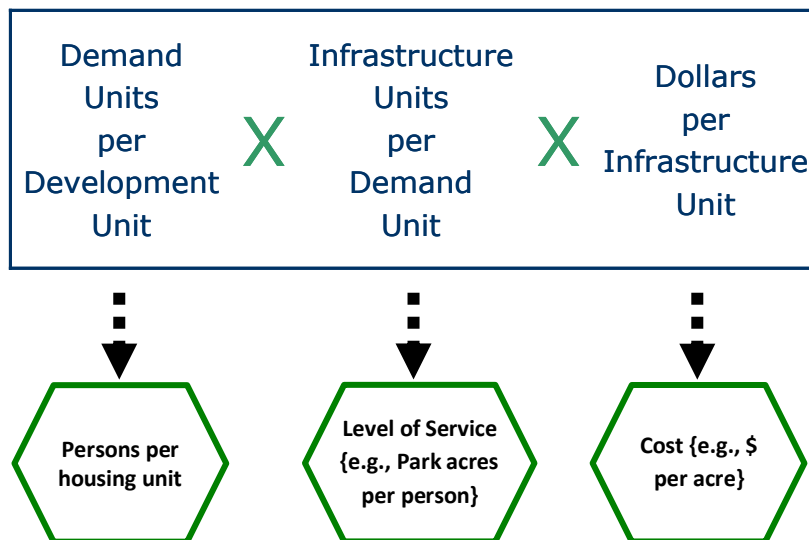 Demand
Units
per
Development
Unit
X
Infrastructure
Units
per
Demand
Unit
X
Dollars
per
Infrastructure
Unit
Persons per
housing unit
Level of Service
{e.g., Park acres
per person}
Cost {e.g., $
per acre}